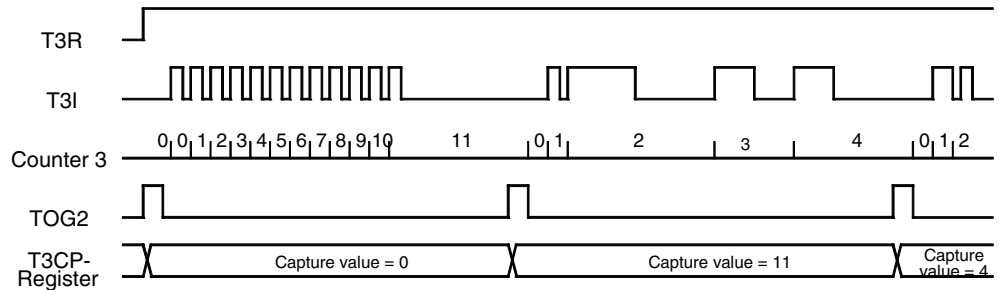 T3R
T3I
0 0 1 2 3 4 5 6 7 8 9 10 11 0 1 2 3 4 0 1 2
Counter 3
TOG2
T3CP-
Register
Capture value = 0
Capture value = 11
Capture
value = 4